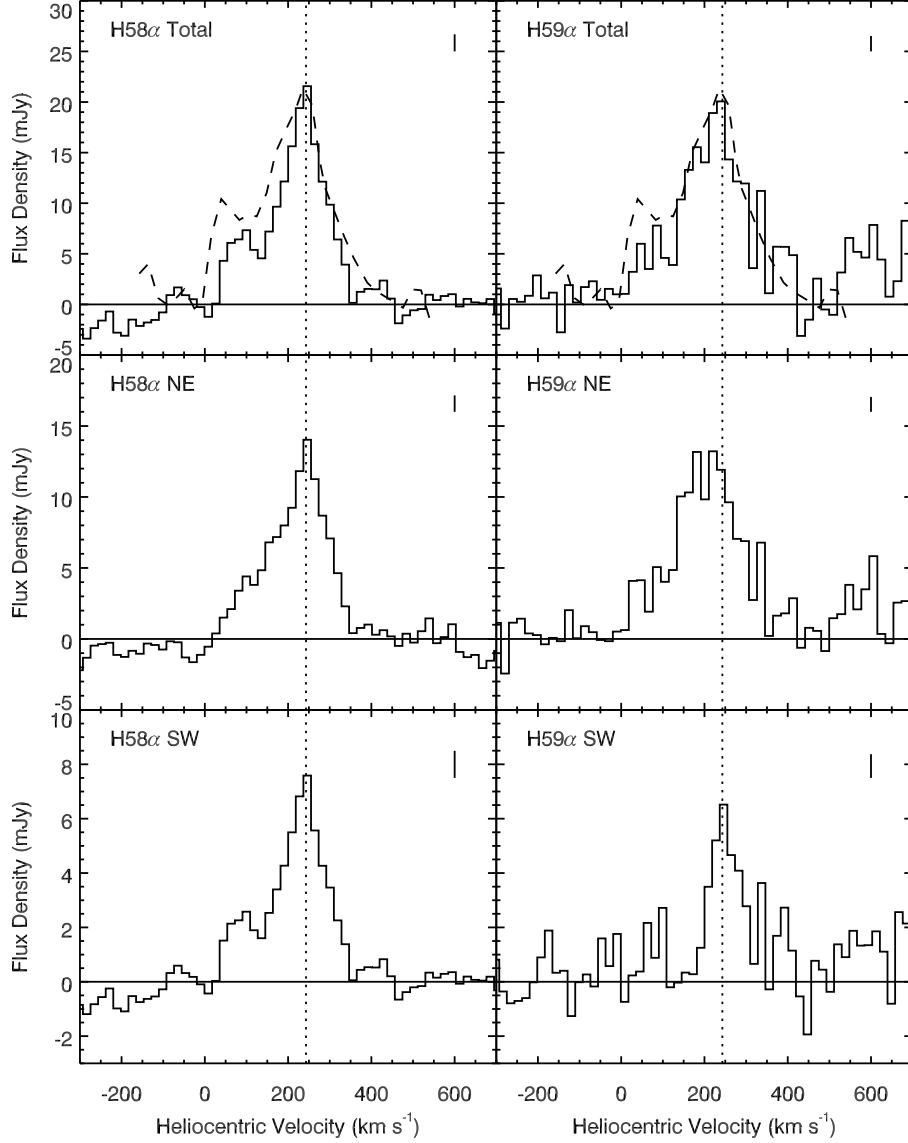 H58α Total
H59α Total
30
25
20
15
10
5
0
-5
Flux Density (mJy)
H58α NE
H59α NE
20
15
10
5
0
-5
Flux Density (mJy)
H58α SW
H59α SW
10
8
6
4
2
0
-2
Flux Density (mJy)
-200 0 200 400 600
-200 0 200 400 600
Heliocentric Velocity (km s⁻¹)
Heliocentric Velocity (km s⁻¹)